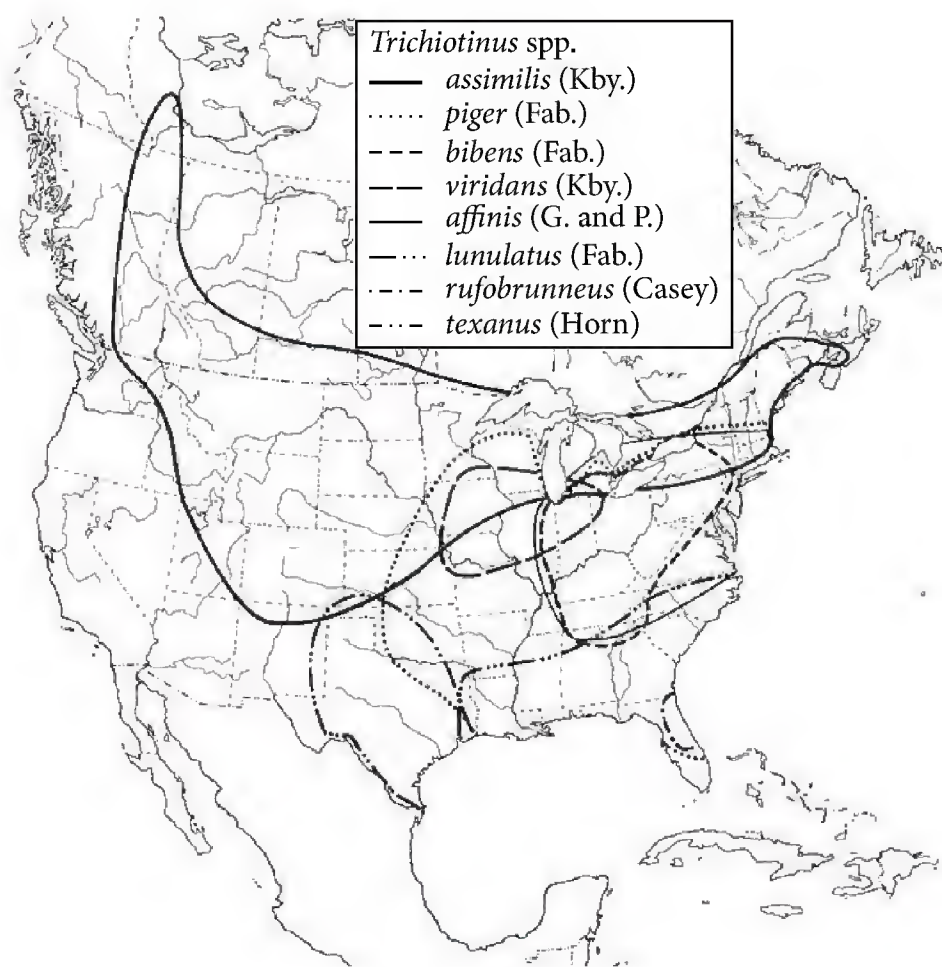 Trichiotinus spp.
assimilis (Kby.)
piger (Fab.)
bibens (Fab.)
viridans (Kby.)
affinis (G. and P.)
lunulatus (Fab.)
rufobrunneus (Casey)
texanus (Horn)